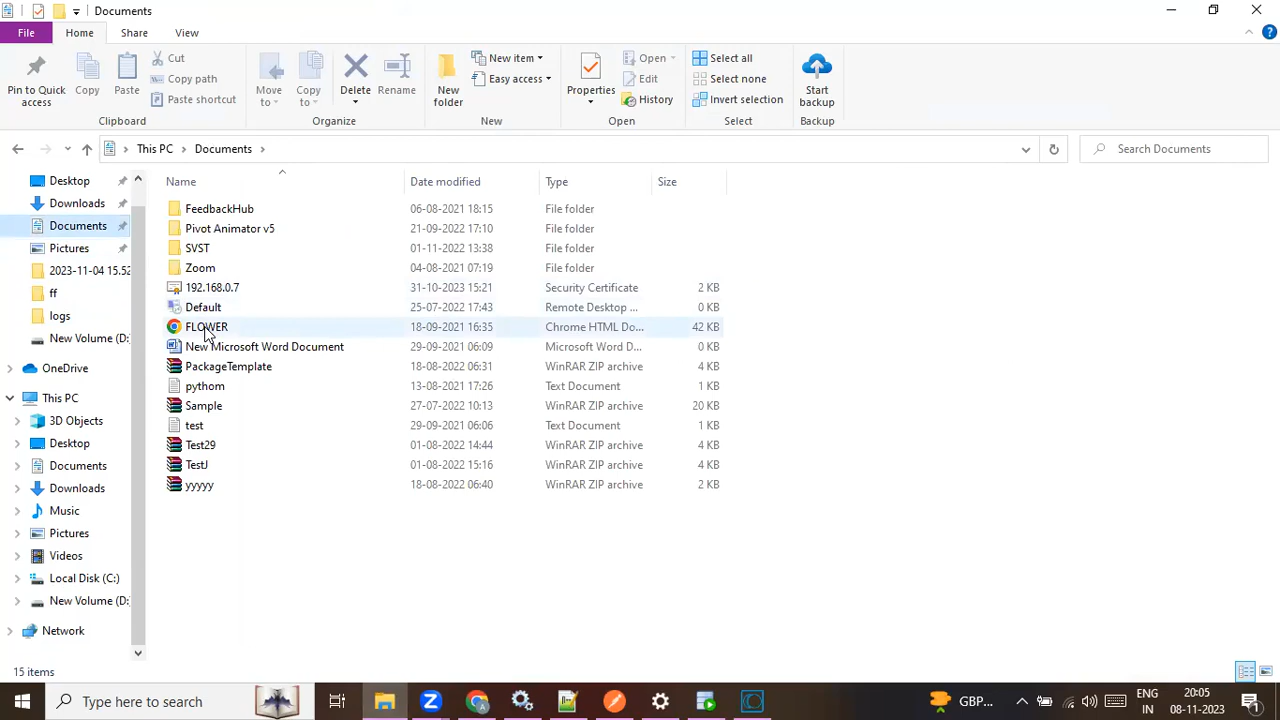 Documents
File
Home
Share
View
Pin to Quick access
Copy
Paste
Cut
Copy path
Paste shortcut
Clipboard
Move to
Copy to
Delete
Rename
Organize
New folder
New item
Easy access
New
Properties
Open
Edit
History
Open
Select all
Select none
Invert selection
Select
Start backup
Backup
This PC
Documents
Search Documents
Desktop
Downloads
Documents
Pictures
2023-11-04 15.52
ff
logs
New Volume (D:
OneDrive
This PC
3D Objects
Desktop
Documents
Downloads
Music
Pictures
Videos
Local Disk (C:)
New Volume (D:
Network
Name Date modified Type Size
FeedbackHub 06-08-2021 18:15 File folder
Pivot Animator v5 21-09-2022 17:10 File folder
SVST 01-11-2022 13:38 File folder
Zoom 04-08-2021 07:19 File folder
192.168.0.7 31-10-2023 15:21 Security Certificate 2 KB
Default 25-07-2022 17:43 Remote Desktop ... 0 KB
FLOWER 18-09-2021 16:35 Chrome HTML Do... 42 KB
New Microsoft Word Document 29-09-2021 06:09 Microsoft Word D... 0 KB
PackageTemplate 18-08-2022 06:31 WinRAR ZIP archive 4 KB
pythom 13-08-2021 17:26 Text Document 1 KB
Sample 27-07-2022 10:13 WinRAR ZIP archive 20 KB
test 29-09-2021 06:06 Text Document 1 KB
Test29 01-08-2022 14:44 WinRAR ZIP archive 4 KB
TestJ 01-08-2022 15:16 WinRAR ZIP archive 4 KB
yyyyy 18-08-2022 06:40 WinRAR ZIP archive 2 KB
15 items
Type here to search
GBP...
ENG
IN
20:05
08-11-2023
1